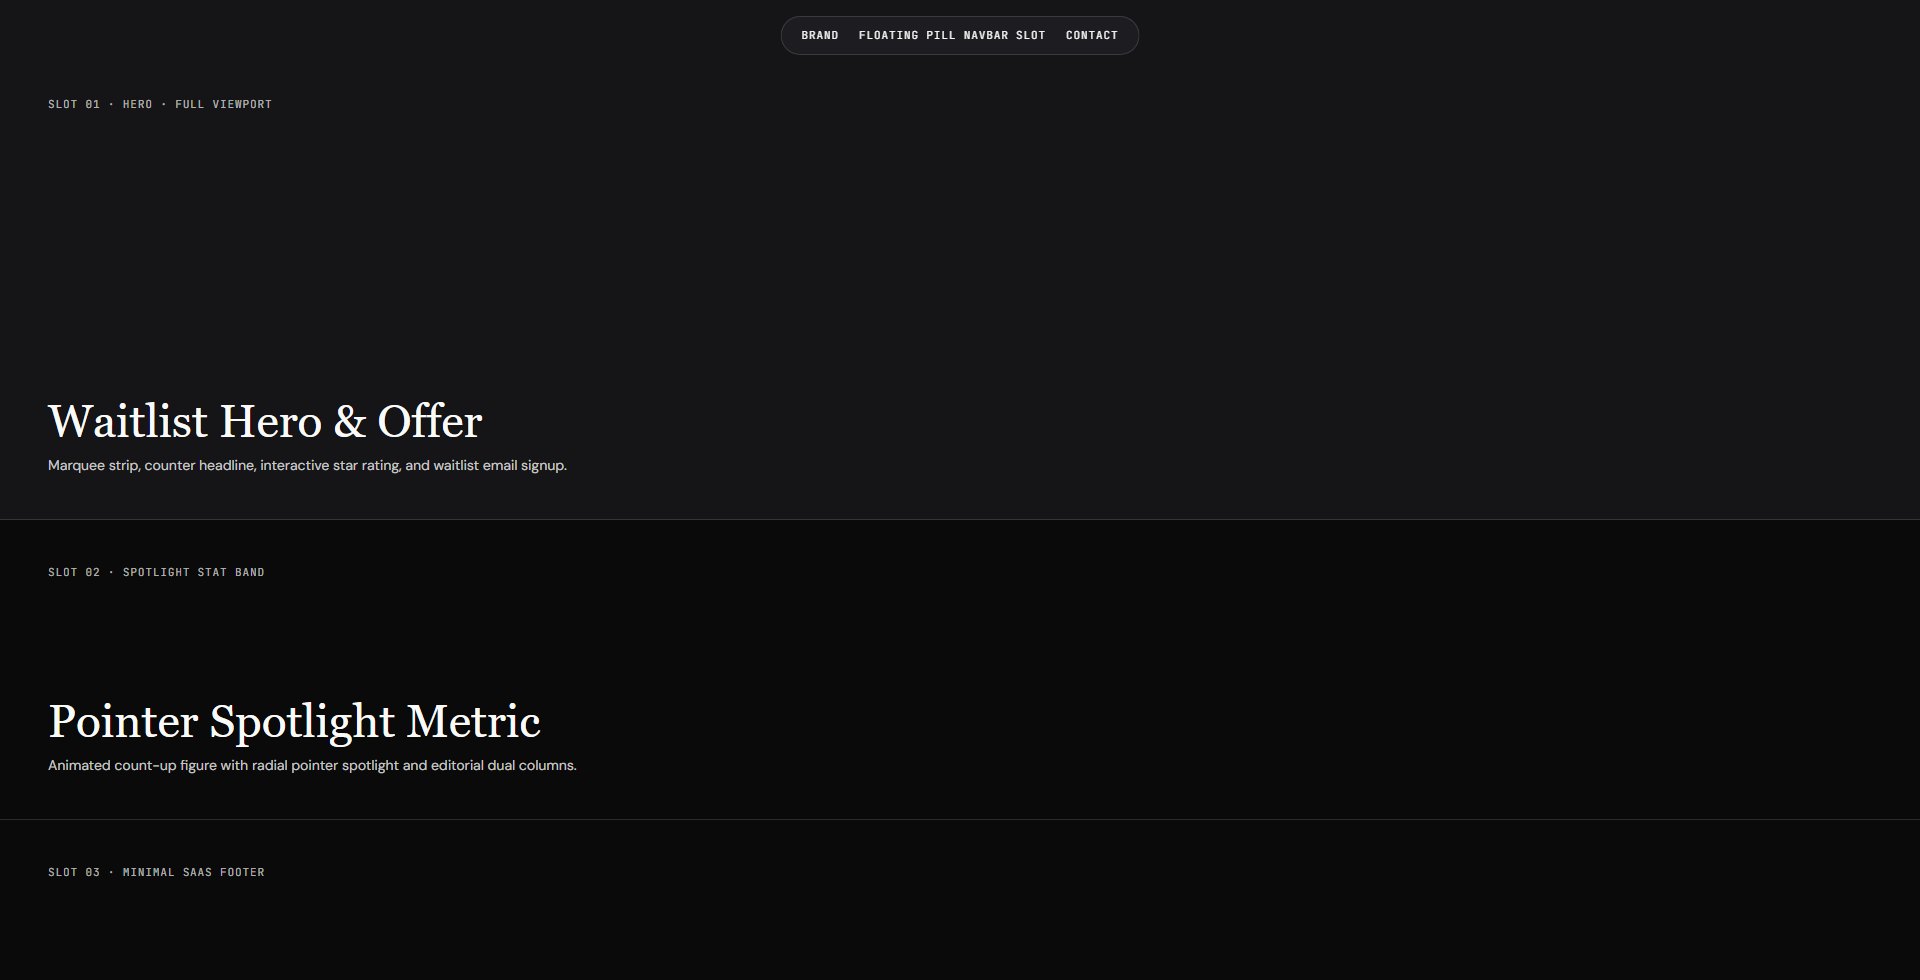 BRAND FLOATING PILL NAVBAR SLOT CONTACT
SLOT 01 · HERO · FULL VIEWPORT
Waitlist Hero & Offer
Marquee strip, counter headline, interactive star rating, and waitlist email signup.
SLOT 02 · SPOTLIGHT STAT BAND
Pointer Spotlight Metric
Animated count-up figure with radial pointer spotlight and editorial dual columns.
SLOT 03 · MINIMAL SAAS FOOTER